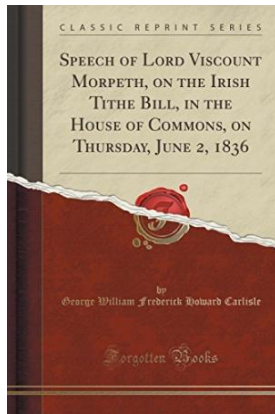 CLASSIC REPRINT SERIES
SPEECH OF LORD VISCOUNT
MORPETH, ON THE IRISH
TITHE BILL, IN THE
HOUSE OF COMMONS, ON
THURSDAY, JUNE 2, 1836
by
George William Frederick Howard Carlisle
Forgotten Books